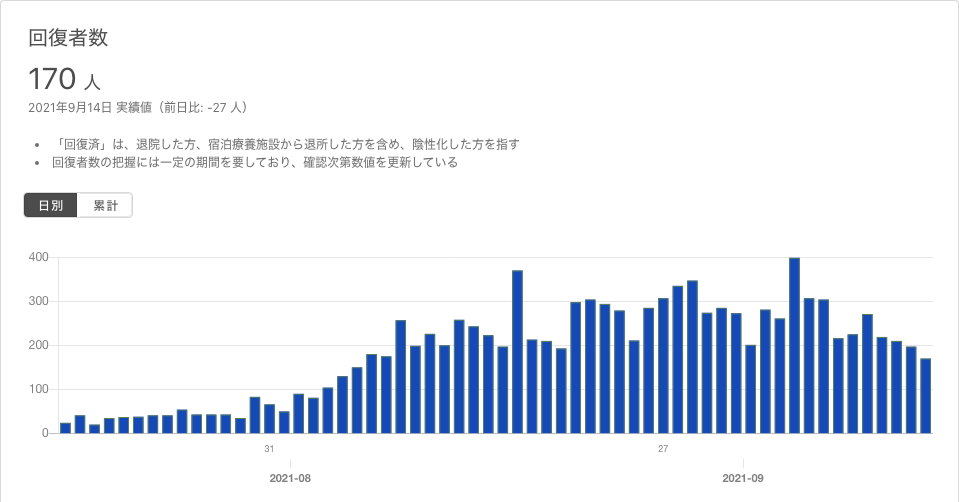 回復者数
170 人
2021年9月14日 実績値（前日比: -27 人）
• 「回復済」は、退院した方、宿泊療養施設から退所した方を含め、陰性化した方を指す
• 回復者数の把握には一定の期間を要しており、確認次第数値を更新している
日別 累計
400
300
200
100
0
31 27
2021-08 2021-09